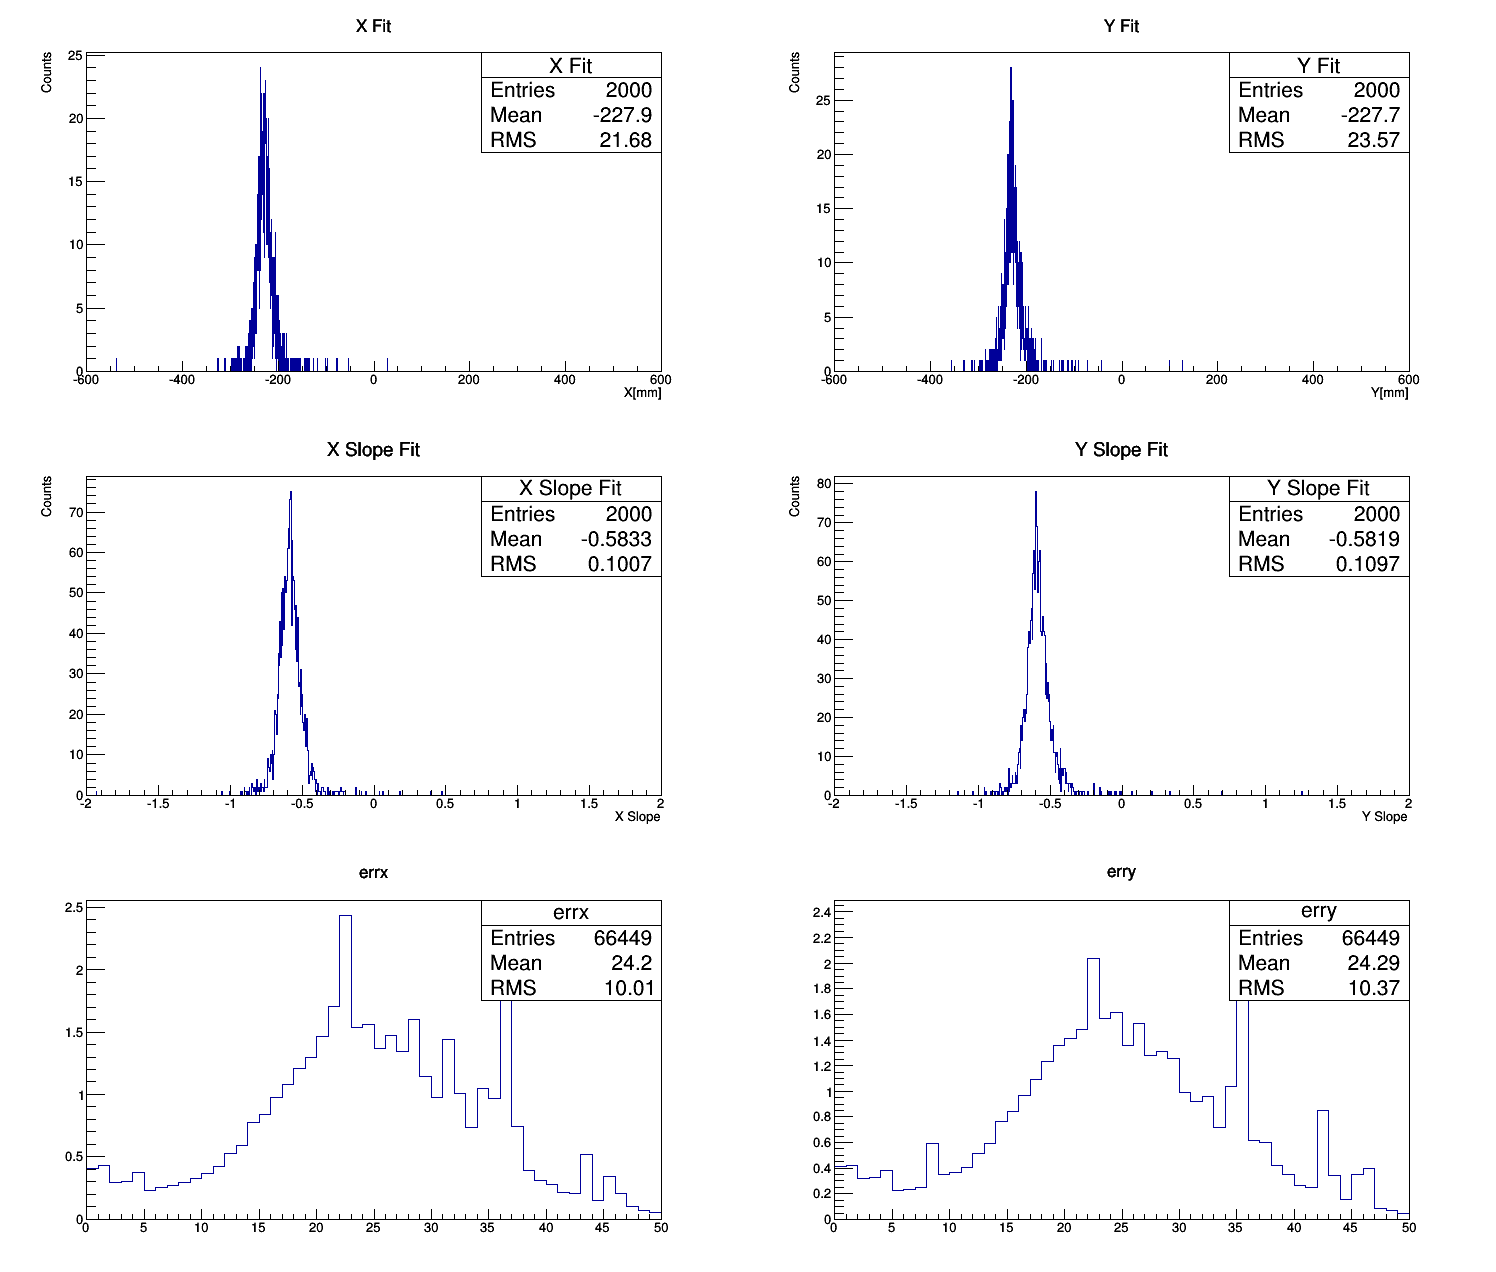 X Fit
Counts
X Fit
Entries 2000
Mean -227.9
RMS 21.68
25
20
15
10
5
0
-600 -400 -200 0 200 400 600
X[mm]
Y Fit
Counts
Y Fit
Entries 2000
Mean -227.7
RMS 23.57
25
20
15
10
5
0
-600 -400 -200 0 200 400 600
Y[mm]
X Slope Fit
Counts
X Slope Fit
Entries 2000
Mean -0.5833
RMS 0.1007
70
60
50
40
30
20
10
0
-2 -1.5 -1 -0.5 0 0.5 1 1.5 2
X Slope
Y Slope Fit
Counts
Y Slope Fit
Entries 2000
Mean -0.5819
RMS 0.1097
80
70
60
50
40
30
20
10
0
-2 -1.5 -1 -0.5 0 0.5 1 1.5 2
Y Slope
errx
errx
Entries 66449
Mean 24.2
RMS 10.01
2.5
2
1.5
1
0.5
0
0 5 10 15 20 25 30 35 40 45 50
erry
erry
Entries 66449
Mean 24.29
RMS 10.37
2.4
2.2
2
1.8
1.6
1.4
1.2
1
0.8
0.6
0.4
0.2
0
0 5 10 15 20 25 30 35 40 45 50